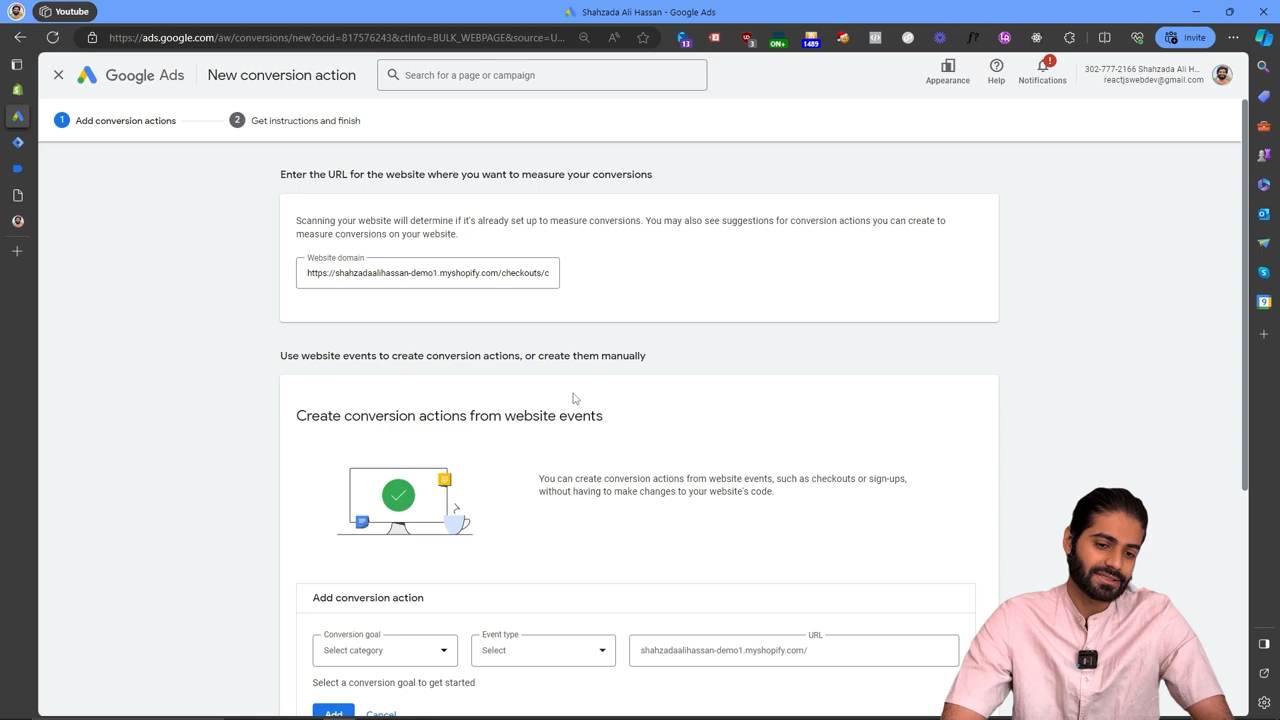 Youtube
Shahzada Ali Hassan - Google Ads
https://ads.google.com/aw/conversions/new?ocid=817576243&ctInfo=BULK_WEBPAGE&source=U...
13
3
ON+
1489
Invite
Google Ads
New conversion action
Search for a page or campaign
Appearance
Help
Notifications
302-777-2166 Shahzada Ali H...
reactjswebdev@gmail.com
1 Add conversion actions
2 Get instructions and finish
Enter the URL for the website where you want to measure your conversions
Scanning your website will determine if it's already set up to measure conversions. You may also see suggestions for conversion actions you can create to
measure conversions on your website.
Website domain
https://shahzadaalihassan-demo1.myshopify.com/checkouts/c
Use website events to create conversion actions, or create them manually
Create conversion actions from website events
You can create conversion actions from website events, such as checkouts or sign-ups,
without having to make changes to your website's code.
Add conversion action
Conversion goal
Select category
Event type
Select
URL
shahzadaalihassan-demo1.myshopify.com/
Select a conversion goal to get started
Add
Cancel